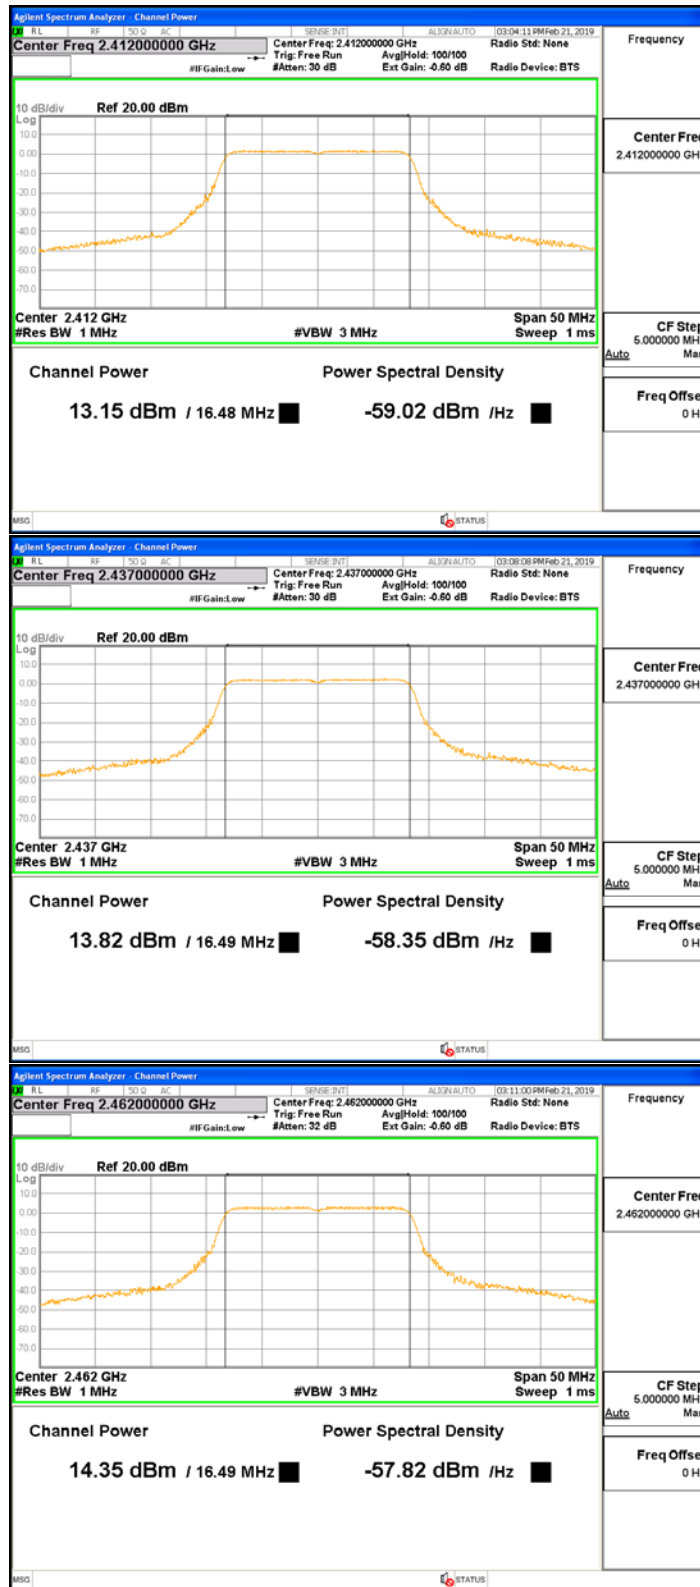 Agilent Spectrum Analyzer - Channel Power
RL RF 50 Ω AC SENSE:INT ALIGN AUTO 03:04:11 PM Feb 21, 2019
Center Freq 2.412000000 GHz
Center Freq: 2.412000000 GHz Radio Std: None
Trig: Free Run Avg|Hold: 100/100
#IFGain:Low #Atten: 30 dB Ext Gain: -0.60 dB Radio Device: BTS
Frequency
10 dB/div Ref 20.00 dBm
Log
10.0
0.00
-10.0
-20.0
-30.0
-40.0
-50.0
-60.0
-70.0
Center Fre
2.412000000 GH
Center 2.412 GHz Span 50 MHz
#Res BW 1 MHz #VBW 3 MHz Sweep 1 ms
CF Step
5.000000 MH
Auto Ma
Channel Power Power Spectral Density
13.15 dBm / 16.48 MHz -59.02 dBm /Hz
Freq Offse
0 H
MSG STATUS
Agilent Spectrum Analyzer - Channel Power
RL RF 50 Ω AC SENSE:INT ALIGN AUTO 03:08:08 PM Feb 21, 2019
Center Freq 2.437000000 GHz
Center Freq: 2.437000000 GHz Radio Std: None
Trig: Free Run Avg|Hold: 100/100
#IFGain:Low #Atten: 30 dB Ext Gain: -0.60 dB Radio Device: BTS
Frequency
10 dB/div Ref 20.00 dBm
Log
10.0
0.00
-10.0
-20.0
-30.0
-40.0
-50.0
-60.0
-70.0
Center Fre
2.437000000 GH
Center 2.437 GHz Span 50 MHz
#Res BW 1 MHz #VBW 3 MHz Sweep 1 ms
CF Step
5.000000 MH
Auto Ma
Channel Power Power Spectral Density
13.82 dBm / 16.49 MHz -58.35 dBm /Hz
Freq Offse
0 H
MSG STATUS
Agilent Spectrum Analyzer - Channel Power
RL RF 50 Ω AC SENSE:INT ALIGN AUTO 03:11:00 PM Feb 21, 2019
Center Freq 2.462000000 GHz
Center Freq: 2.462000000 GHz Radio Std: None
Trig: Free Run Avg|Hold: 100/100
#IFGain:Low #Atten: 32 dB Ext Gain: -0.60 dB Radio Device: BTS
Frequency
10 dB/div Ref 20.00 dBm
Log
10.0
0.00
-10.0
-20.0
-30.0
-40.0
-50.0
-60.0
-70.0
Center Fre
2.462000000 GH
Center 2.462 GHz Span 50 MHz
#Res BW 1 MHz #VBW 3 MHz Sweep 1 ms
CF Step
5.000000 MH
Auto Ma
Channel Power Power Spectral Density
14.35 dBm / 16.49 MHz -57.82 dBm /Hz
Freq Offse
0 H
MSG STATUS